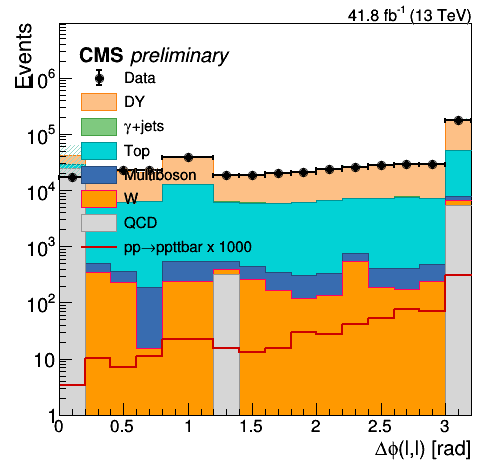 41.8 fb⁻¹ (13 TeV)
Events
CMS preliminary
Data
DY
γ+jets
Top
Multiboson
W
QCD
pp→ppttbar x 1000
10⁶
10⁵
10⁴
10³
10²
10
1
0 0.5 1 1.5 2 2.5 3
Δϕ(l,l) [rad]